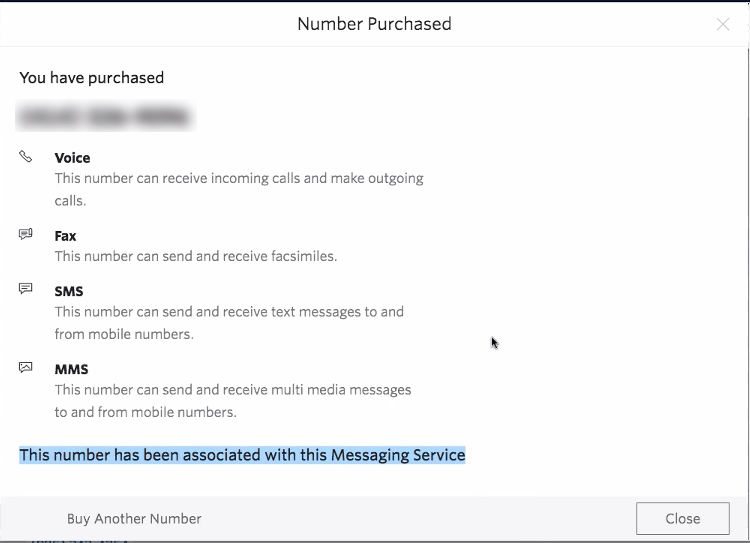 Number Purchased
You have purchased
Voice
This number can receive incoming calls and make outgoing
calls.
Fax
This number can send and receive facsimiles.
SMS
This number can send and receive text messages to and
from mobile numbers.
MMS
This number can send and receive multi media messages
to and from mobile numbers.
This number has been associated with this Messaging Service
Buy Another Number
Close